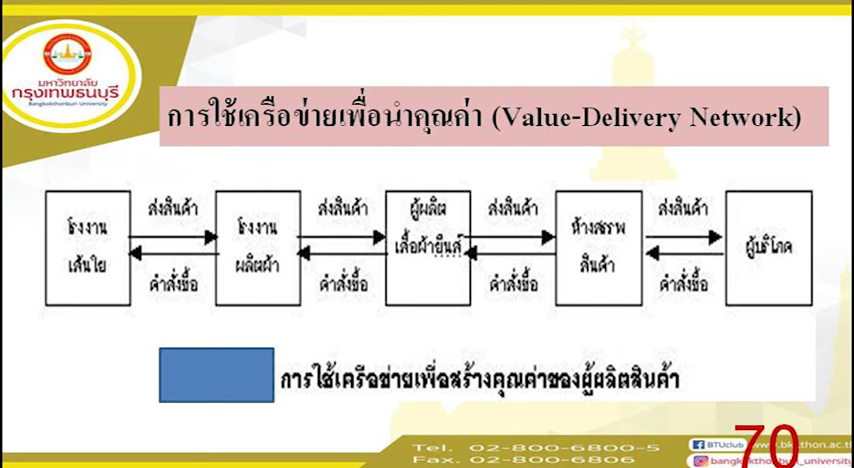 มหาวิทยาลัย
กรุงเทพธนบุรี
Bangkokthonburi University
การใช้เครือข่ายเพื่อนำคุณค่า (Value-Delivery Network)
โรงงาน
เส้นใย
ส่งสินค้า
คำสั่งซื้อ
โรงงาน
ผลิตผ้า
ส่งสินค้า
คำสั่งซื้อ
ผู้ผลิต
เสื้อผ้ายีนส์
ส่งสินค้า
คำสั่งซื้อ
ห้างสรรพ
สินค้า
ส่งสินค้า
คำสั่งซื้อ
ผู้บริโภค
การใช้เครือข่ายเพื่อสร้างคุณค่าของผู้ผลิตสินค้า
Tel. 02-800-6800-5
Fax. 02-800-6806
BTUclub
70